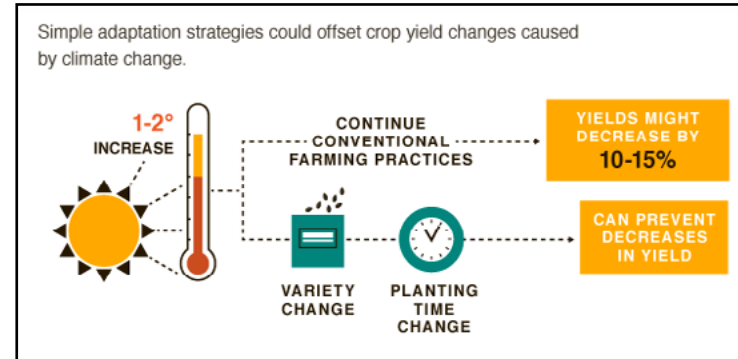 Simple adaptation strategies could offset crop yield changes caused
by climate change.
1-2°
INCREASE
CONTINUE
CONVENTIONAL
FARMING PRACTICES
YIELDS MIGHT
DECREASE BY
10-15%
VARIETY
CHANGE
PLANTING
TIME
CHANGE
CAN PREVENT
DECREASES
IN YIELD